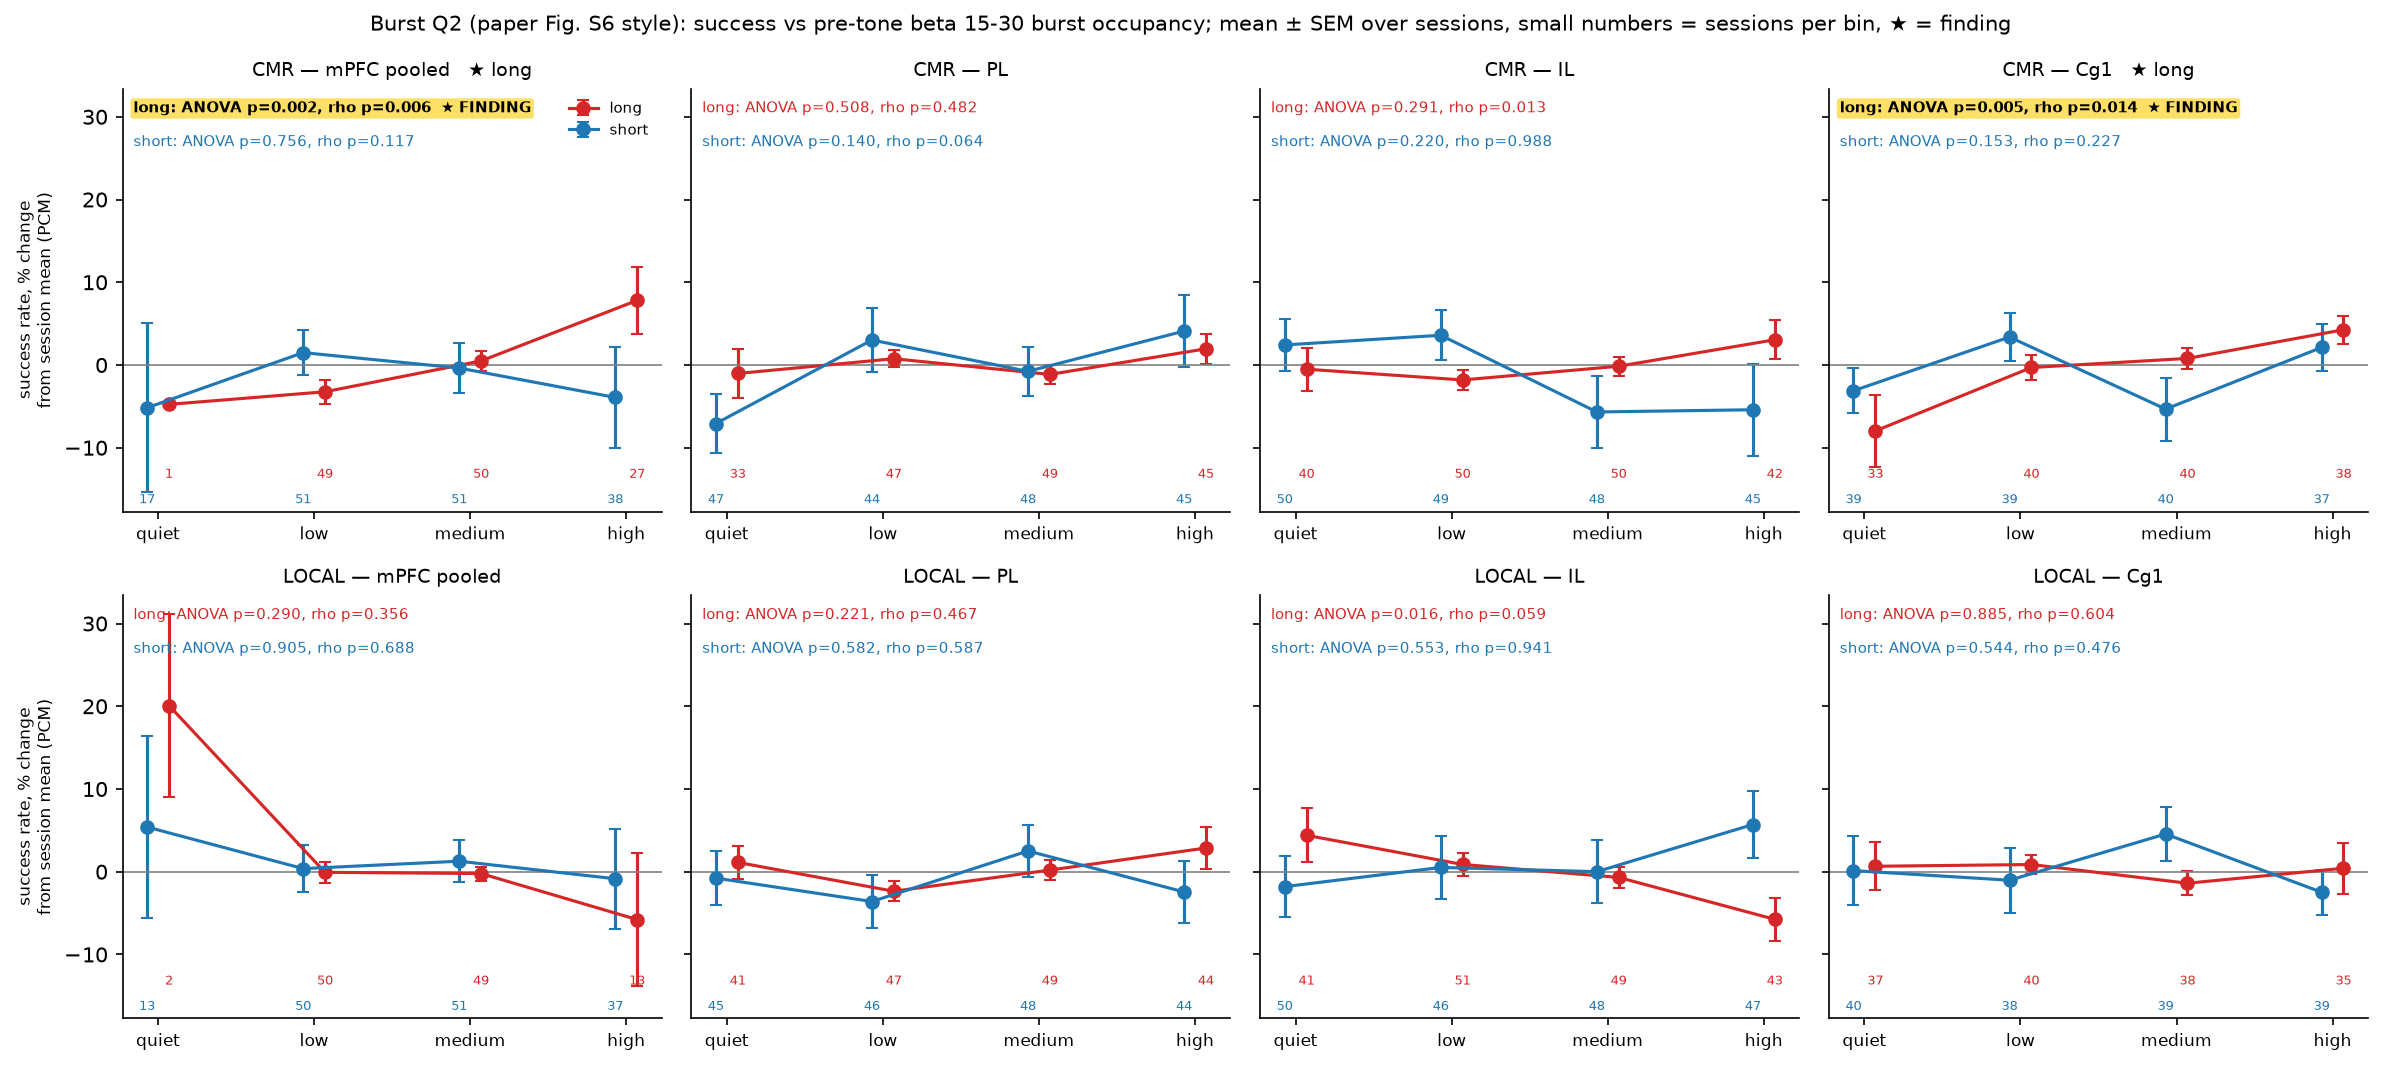 Burst Q2 (paper Fig. S6 style): success vs pre-tone beta 15-30 burst occupancy; mean ± SEM over sessions, small numbers = sessions per bin, ★ = finding
CMR — mPFC pooled ★ long
long: ANOVA p=0.002, rho p=0.006 ★ FINDING
short: ANOVA p=0.756, rho p=0.117
long
short
success rate, % change
from session mean (PCM)
30
20
10
0
−10
1
49
50
27
17
51
51
38
quiet
low
medium
high
CMR — PL
long: ANOVA p=0.508, rho p=0.482
short: ANOVA p=0.140, rho p=0.064
33
47
49
45
47
44
48
45
quiet
low
medium
high
CMR — IL
long: ANOVA p=0.291, rho p=0.013
short: ANOVA p=0.220, rho p=0.988
40
50
50
42
50
49
48
45
quiet
low
medium
high
CMR — Cg1 ★ long
long: ANOVA p=0.005, rho p=0.014 ★ FINDING
short: ANOVA p=0.153, rho p=0.227
33
40
40
38
39
39
40
37
quiet
low
medium
high
LOCAL — mPFC pooled
long: ANOVA p=0.290, rho p=0.356
short: ANOVA p=0.905, rho p=0.688
success rate, % change
from session mean (PCM)
30
20
10
0
−10
2
50
49
13
13
50
51
37
quiet
low
medium
high
LOCAL — PL
long: ANOVA p=0.221, rho p=0.467
short: ANOVA p=0.582, rho p=0.587
41
47
49
44
45
46
48
44
quiet
low
medium
high
LOCAL — IL
long: ANOVA p=0.016, rho p=0.059
short: ANOVA p=0.553, rho p=0.941
41
51
49
43
50
46
48
47
quiet
low
medium
high
LOCAL — Cg1
long: ANOVA p=0.885, rho p=0.604
short: ANOVA p=0.544, rho p=0.476
37
40
38
35
40
38
39
39
quiet
low
medium
high